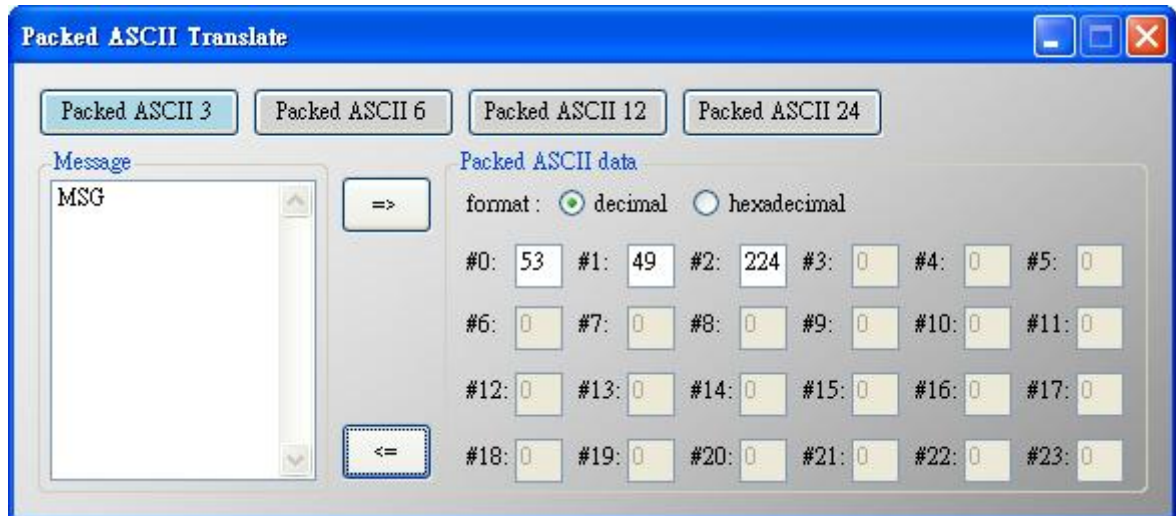 Packed ASCII Translate
Packed ASCII 3 Packed ASCII 6 Packed ASCII 12 Packed ASCII 24
Message
MSG
=>
<=
Packed ASCII data
format : decimal hexadecimal
#0: 53 #1: 49 #2: 224 #3: 0 #4: 0 #5: 0
#6: 0 #7: 0 #8: 0 #9: 0 #10: 0 #11: 0
#12: 0 #13: 0 #14: 0 #15: 0 #16: 0 #17: 0
#18: 0 #19: 0 #20: 0 #21: 0 #22: 0 #23: 0